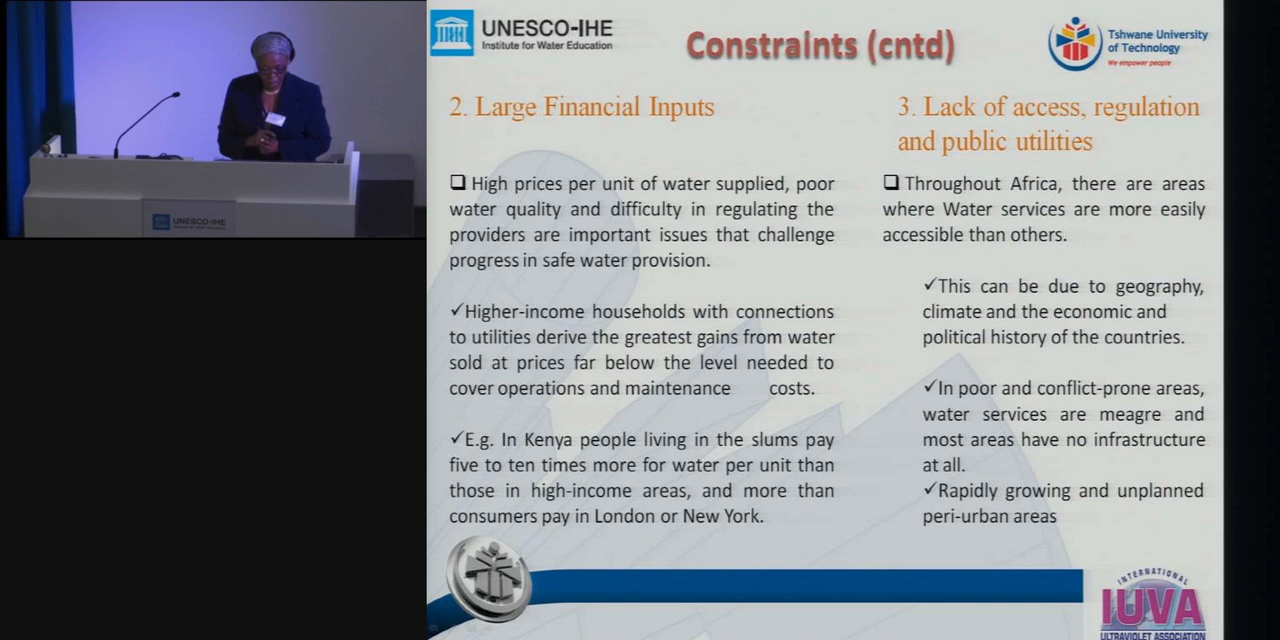 UNESCO-IHE
UNESCO-IHE
Institute for Water Education
Constraints (cntd)
Tshwane University
of Technology
We empower people
2. Large Financial Inputs
❑ High prices per unit of water supplied, poor
water quality and difficulty in regulating the
providers are important issues that challenge
progress in safe water provision.
✓Higher-income households with connections
to utilities derive the greatest gains from water
sold at prices far below the level needed to
cover operations and maintenance costs.
✓E.g. In Kenya people living in the slums pay
five to ten times more for water per unit than
those in high-income areas, and more than
consumers pay in London or New York.
3. Lack of access, regulation
and public utilities
❑ Throughout Africa, there are areas
where Water services are more easily
accessible than others.
✓This can be due to geography,
climate and the economic and
political history of the countries.
✓In poor and conflict-prone areas,
water services are meagre and
most areas have no infrastructure
at all.
✓Rapidly growing and unplanned
peri-urban areas
INTERNATIONAL
IUVA
ULTRAVIOLET ASSOCIATION